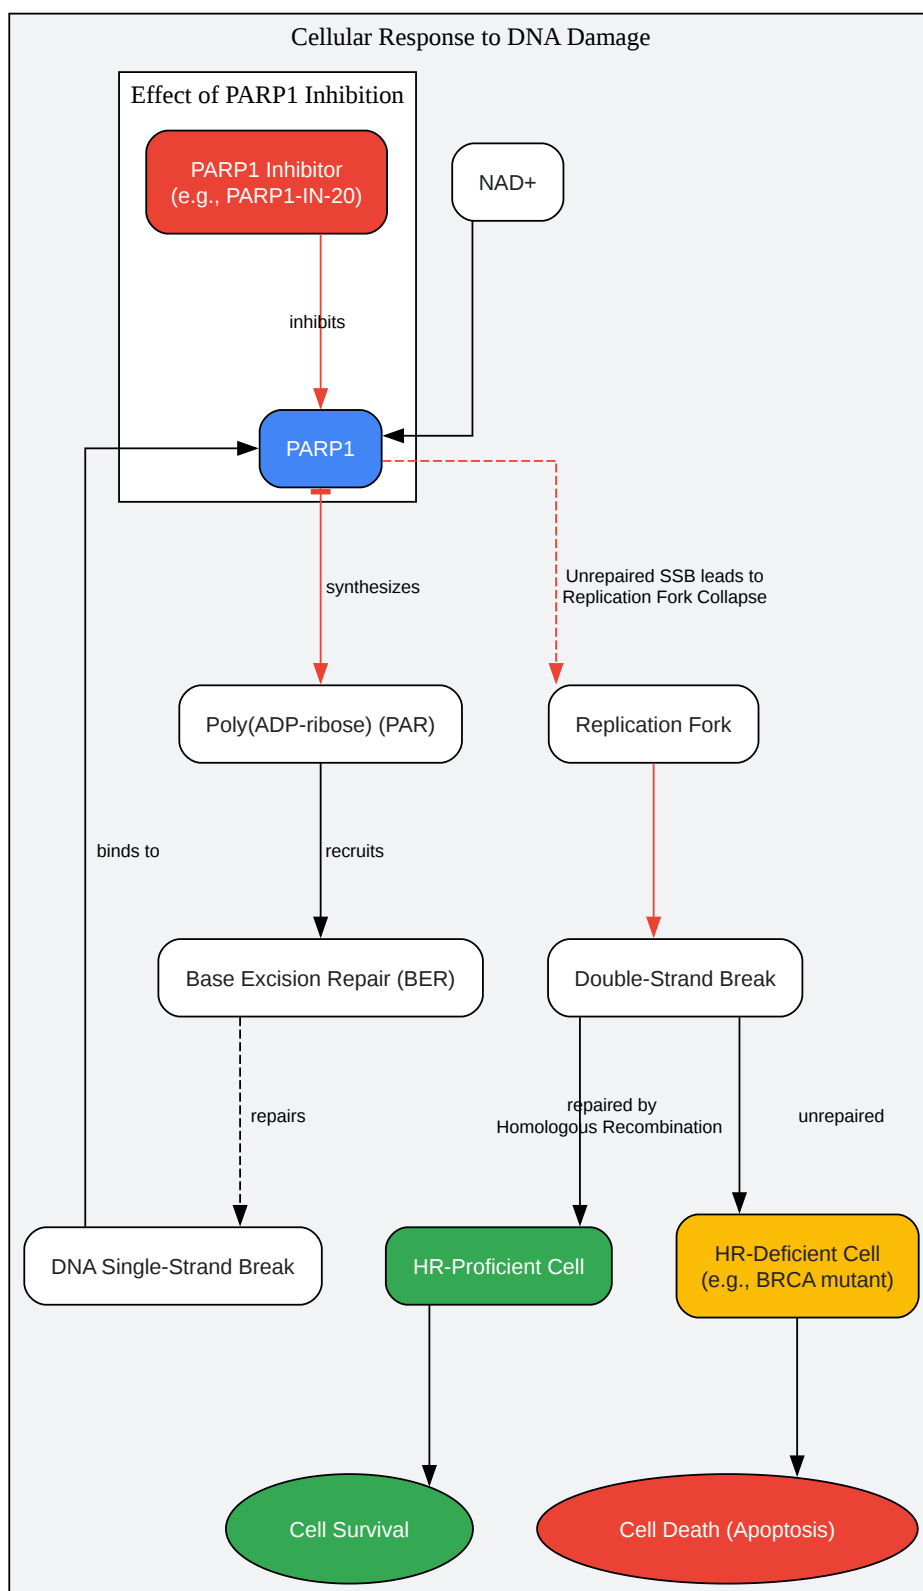 Cellular Response to DNA Damage
Effect of PARP1 Inhibition
PARP1 Inhibitor
(e.g., PARP1-IN-20)
NAD+
inhibits
PARP1
synthesizes
Unrepaired SSB leads to
Replication Fork Collapse
Poly(ADP-ribose) (PAR)
Replication Fork
binds to
recruits
Base Excision Repair (BER)
Double-Strand Break
repairs
repaired by
Homologous Recombination
unrepaired
DNA Single-Strand Break
HR-Proficient Cell
HR-Deficient Cell
(e.g., BRCA mutant)
Cell Survival
Cell Death (Apoptosis)